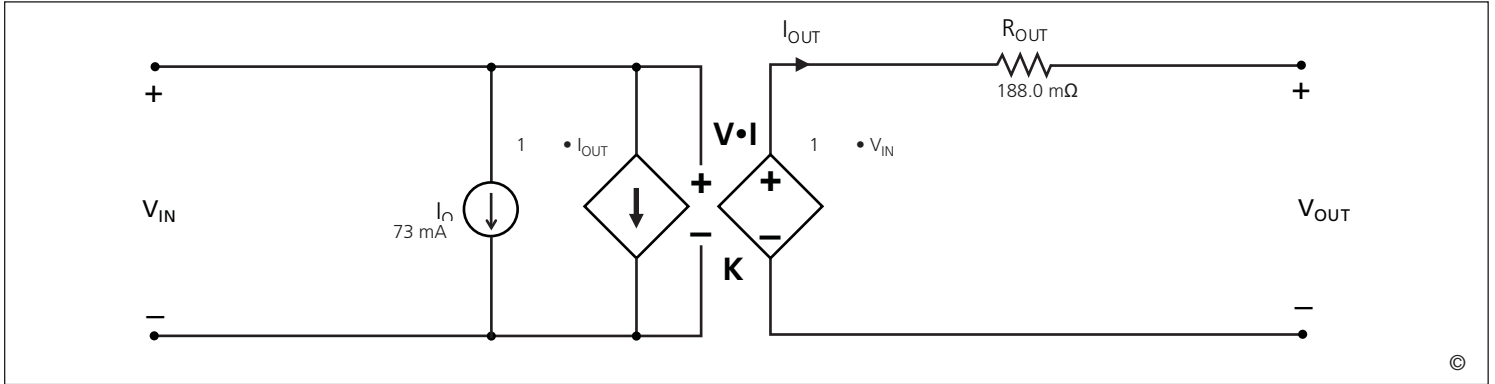 I_OUT
R_OUT
188.0 mΩ
+
+
1 • I_OUT
V•I
1 • V_IN
+
+
V_IN
I_Q
73 mA
V_OUT
–
–
K
–
–
©